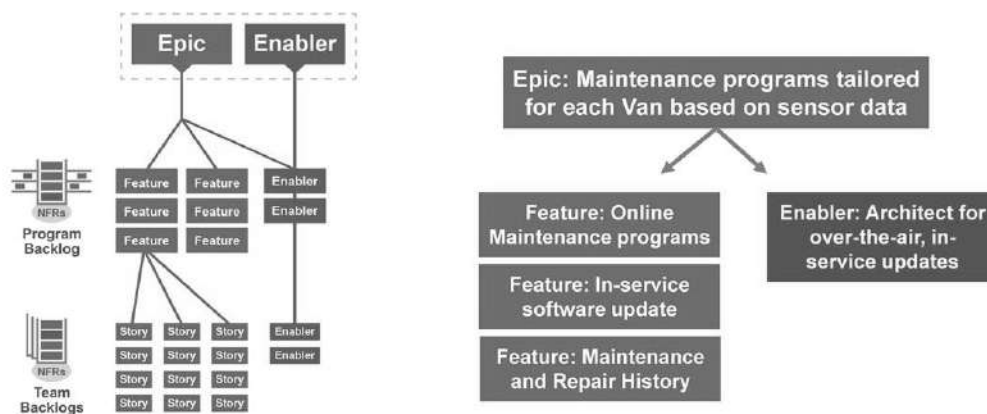 Epic Enabler
Feature Feature Enabler
Feature Feature Enabler
Feature Feature
NFRs
Program
Backlog
Story Story Story Enabler
Story Story Story Enabler
Story Story Story
Story Story Story
NFRs
Team
Backlogs
Epic: Maintenance programs tailored
for each Van based on sensor data
Feature: Online
Maintenance programs
Feature: In-service
software update
Feature: Maintenance
and Repair History
Enabler: Architect for
over-the-air, in-
service updates